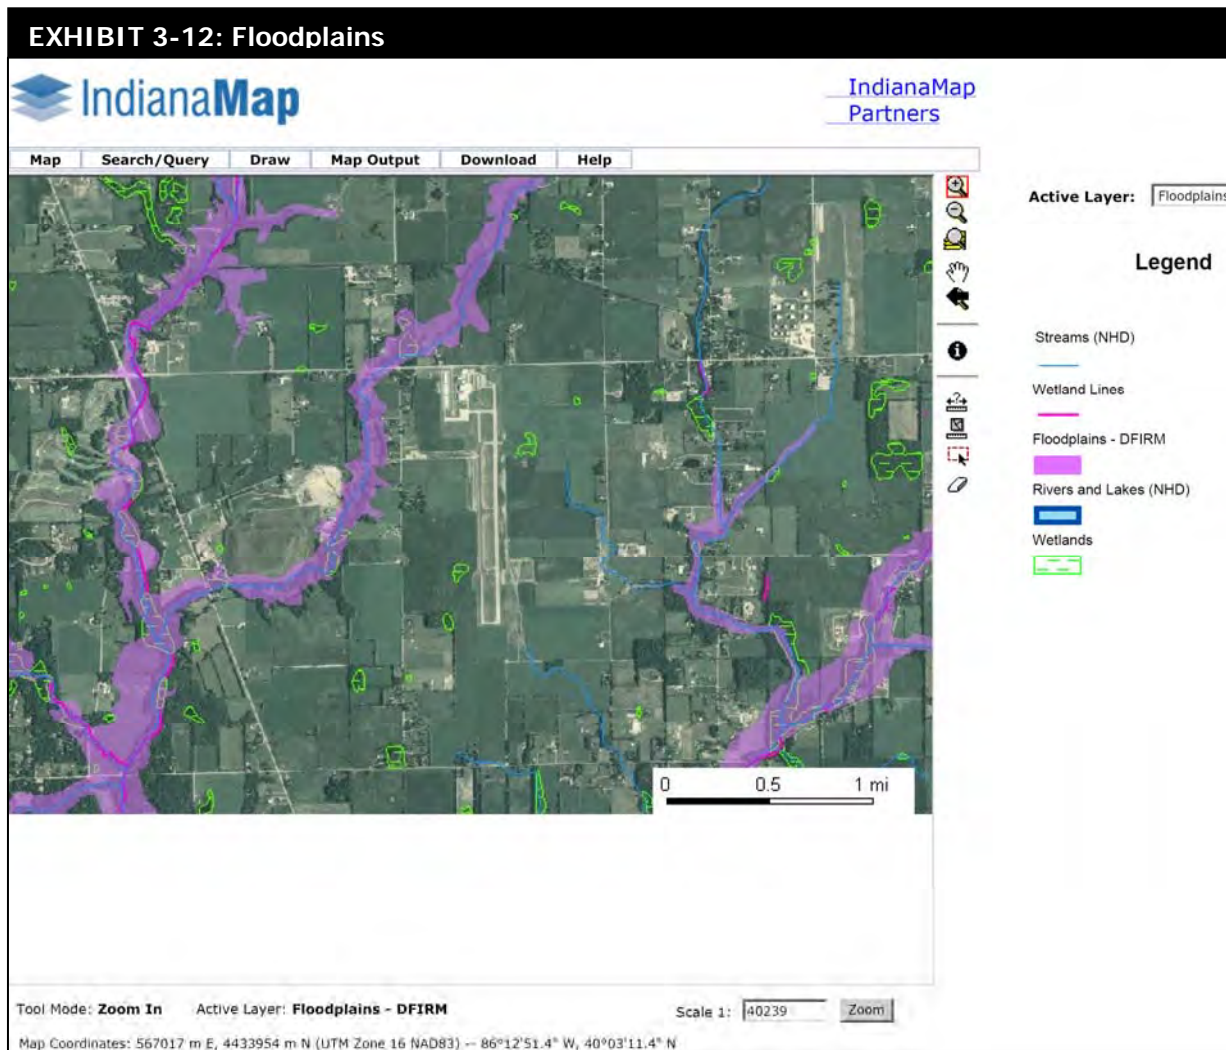 EXHIBIT 3-12: Floodplains
IndianaMap
IndianaMap
Partners
Map
Search/Query
Draw
Map Output
Download
Help
Active Layer: Floodplains
Legend
Streams (NHD)
Wetland Lines
Floodplains - DFIRM
Rivers and Lakes (NHD)
Wetlands
0 0.5 1 mi
Tool Mode: Zoom In Active Layer: Floodplains - DFIRM
Scale 1: 40239 Zoom
Map Coordinates: 567017 m E, 4433954 m N (UTM Zone 16 NAD83) -- 86°12'51.4" W, 40°03'11.4" N